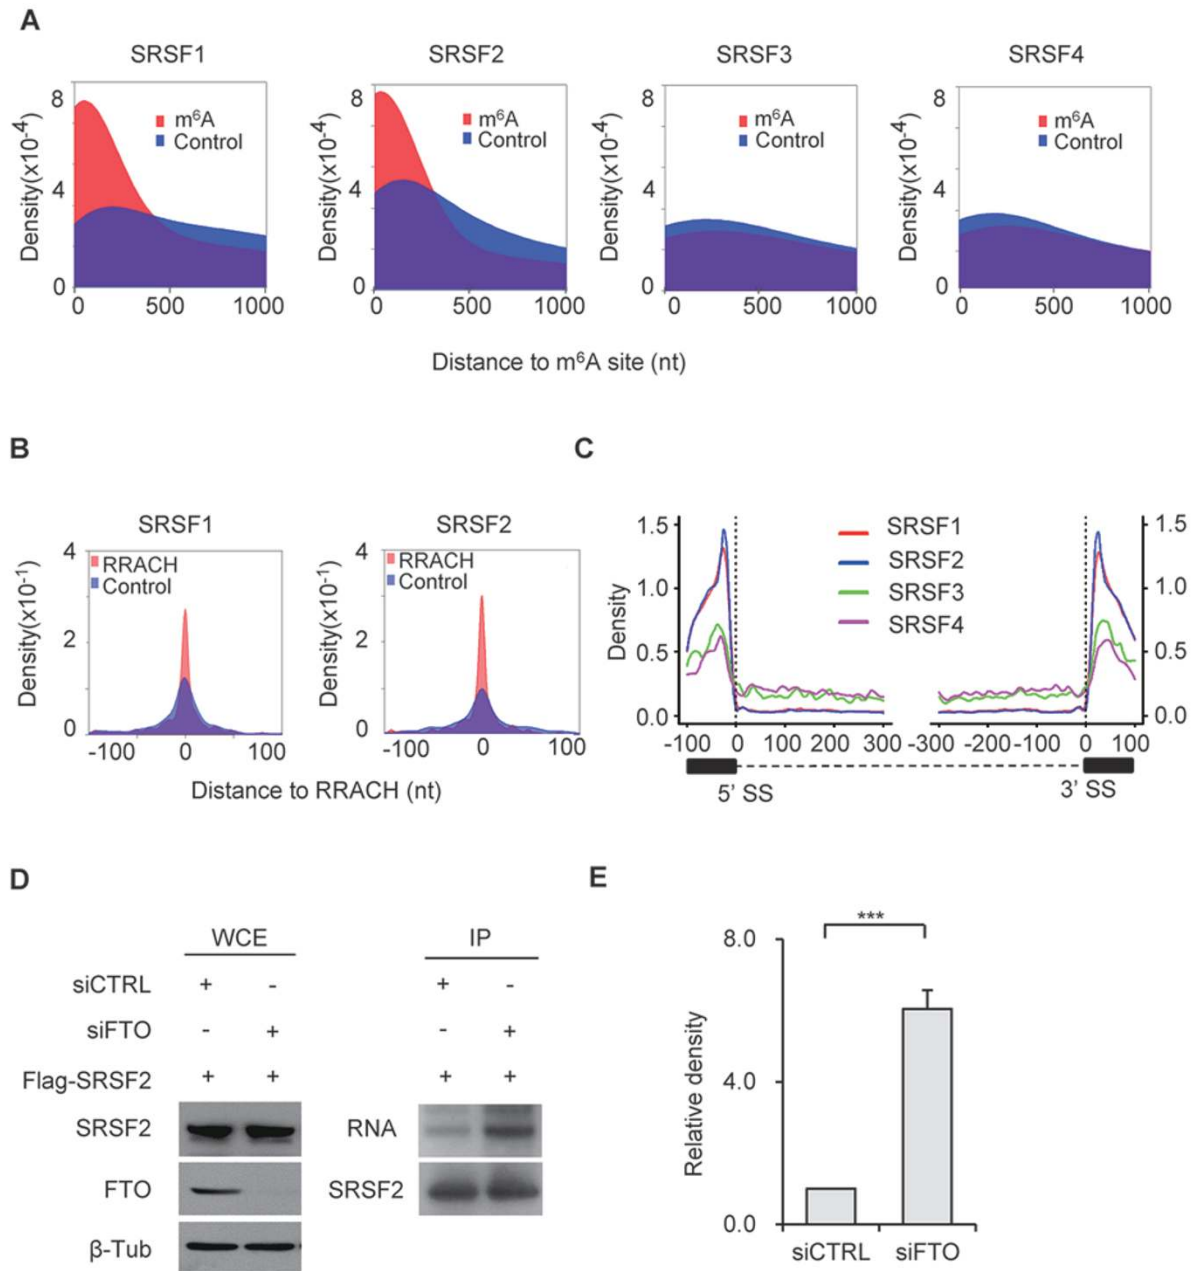 A
SRSF1 SRSF2 SRSF3 SRSF4
8 8 8 8
m⁶A m⁶A m⁶A m⁶A
Control Control Control Control
Density(x10⁻⁴) Density(x10⁻⁴) Density(x10⁻⁴) Density(x10⁻⁴)
4 4 4 4
0 0 0 0
0 500 1000 0 500 1000 0 500 1000 0 500 1000
Distance to m⁶A site (nt)
B
SRSF1 SRSF2
4 4
RRACH RRACH
Control Control
Density(x10⁻¹) Density(x10⁻¹)
2 2
0 0
-100 0 100 -100 0 100
Distance to RRACH (nt)
C
1.5 SRSF1 1.5
SRSF2
1.0 SRSF3 1.0
SRSF4
Density
0.5 0.5
0.0 0.0
-100 0 100 200 300 -300 -200 -100 0 100
5' SS 3' SS
D
WCE IP
siCTRL + - + -
siFTO - + - +
Flag-SRSF2 + + + +
SRSF2 RNA
FTO SRSF2
β-Tub
E
***
8.0
Relative density
4.0
0.0
siCTRL siFTO